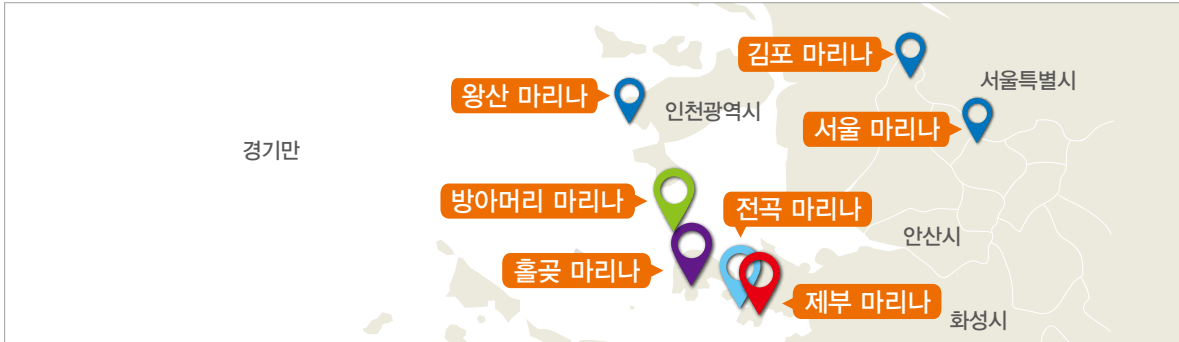 김포 마리나
서울특별시
왕산 마리나
인천광역시
서울 마리나
경기만
방아머리 마리나
전곡 마리나
안산시
홀곶 마리나
제부 마리나
화성시